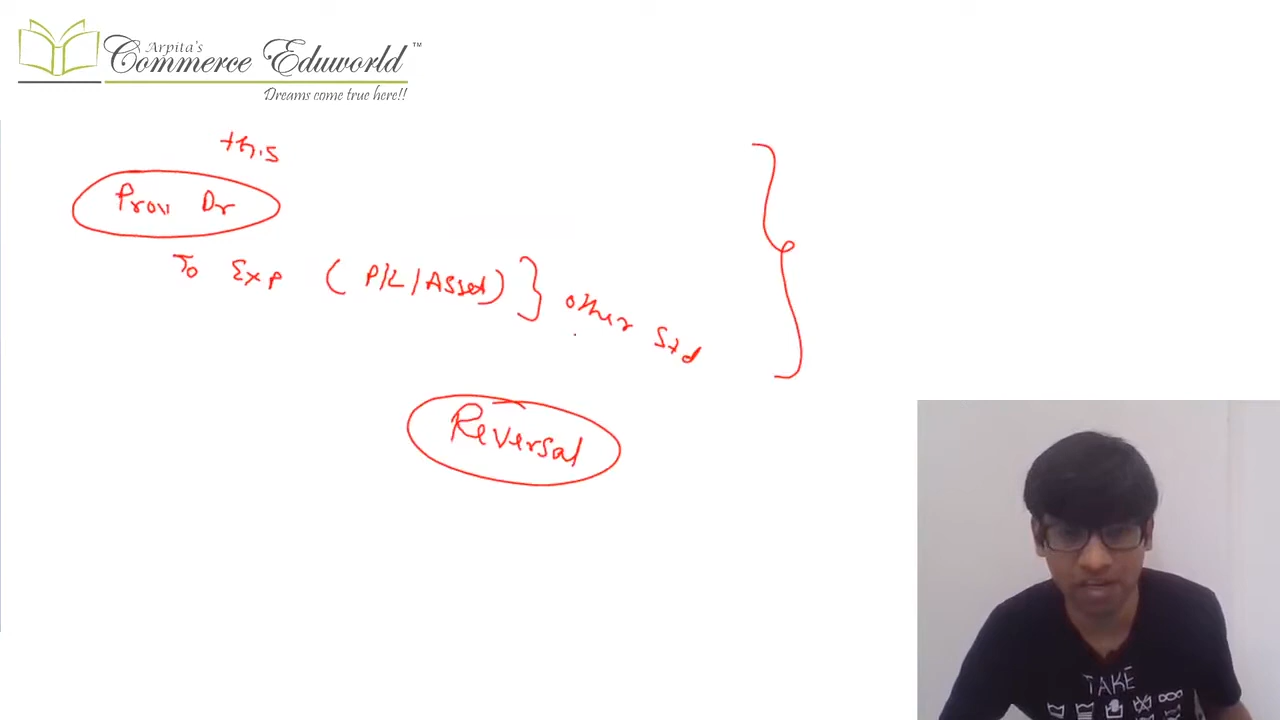 Arpita's
Commerce Eduworld™
Dreams come true here!!
this
Prov Dr
To Exp (P/L/Asset) } other Std
Reversal
TAKE